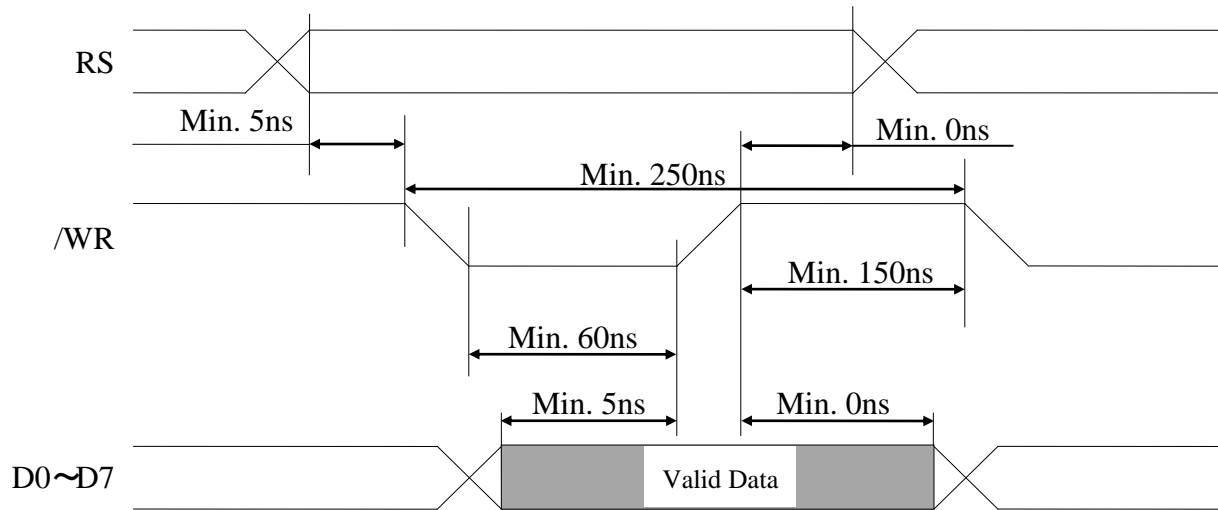 RS
Min. 5ns
Min. 0ns
Min. 250ns
/WR
Min. 150ns
Min. 60ns
Min. 5ns
Min. 0ns
D0~D7
Valid Data